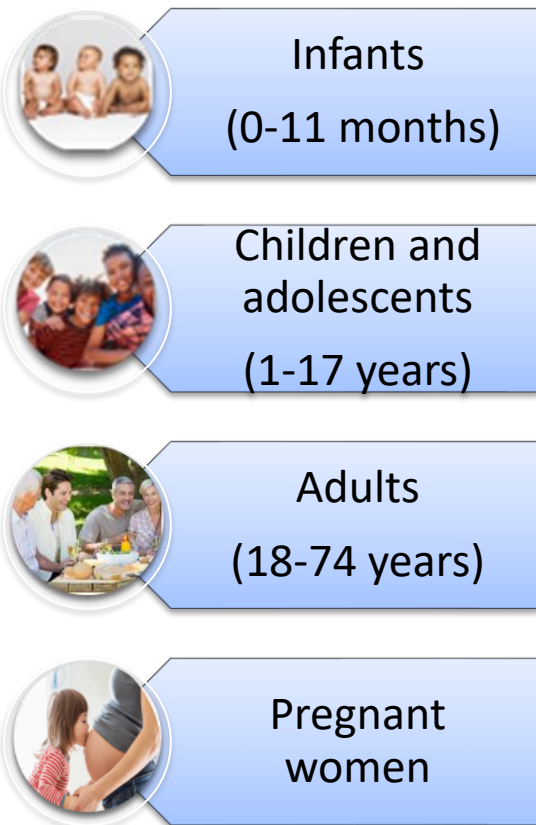 Infants
(0-11 months)
Children and
adolescents
(1-17 years)
Adults
(18-74 years)
Pregnant
women